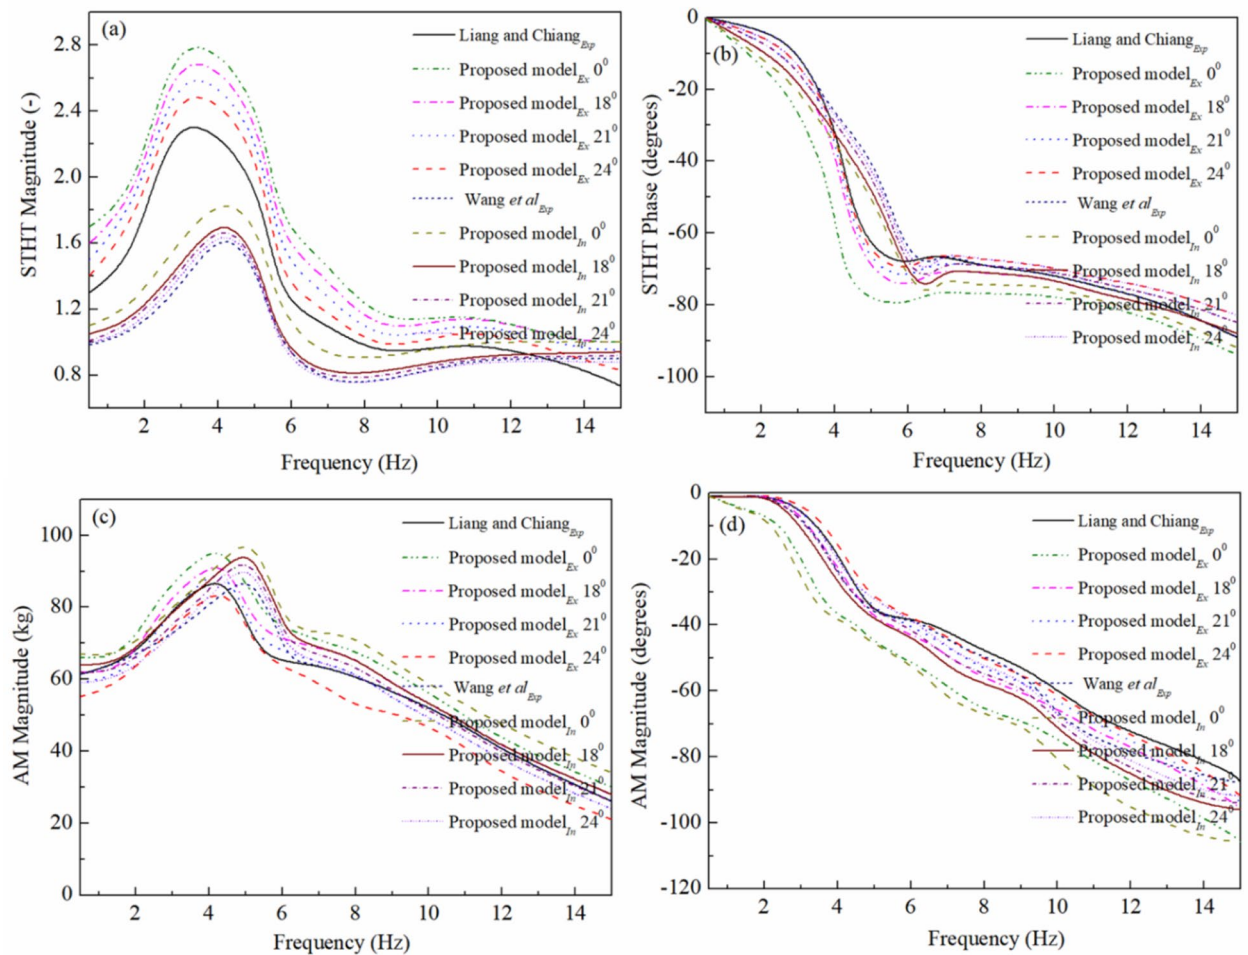 (a)
2.8
2.4
2.0
1.6
1.2
0.8
STHT Magnitude (-)
2 4 6 8 10 12 14
Frequency (Hz)
Liang and Chiang Exp
Proposed model Ex 0⁰
Proposed model Ex 18⁰
Proposed model Ex 21⁰
Proposed model Ex 24⁰
Wang et al Exp
Proposed model In 0⁰
Proposed model In 18⁰
Proposed model In 21⁰
Proposed model In 24⁰
(b)
0
-20
-40
-60
-80
-100
STHT Phase (degrees)
2 4 6 8 10 12 14
Frequency (Hz)
Liang and Chiang Exp
Proposed model Ex 0⁰
Proposed model Ex 18⁰
Proposed model Ex 21⁰
Proposed model Ex 24⁰
Wang et al Exp
Proposed model In 0⁰
Proposed model In 18⁰
Proposed model In 21⁰
Proposed model In 24⁰
(c)
100
80
60
40
20
0
AM Magnitude (kg)
2 4 6 8 10 12 14
Frequency (Hz)
Liang and Chiang Exp
Proposed model Ex 0⁰
Proposed model Ex 18⁰
Proposed model Ex 21⁰
Proposed model Ex 24⁰
Wang et al Exp
Proposed model In 0⁰
Proposed model In 18⁰
Proposed model In 21⁰
Proposed model In 24⁰
(d)
0
-20
-40
-60
-80
-100
-120
AM Magnitude (degrees)
2 4 6 8 10 12 14
Frequency (Hz)
Liang and Chiang Exp
Proposed model Ex 0⁰
Proposed model Ex 18⁰
Proposed model Ex 21⁰
Proposed model Ex 24⁰
Wang et al Exp
Proposed model In 0⁰
Proposed model In 18⁰
Proposed model In 21⁰
Proposed model In 24⁰